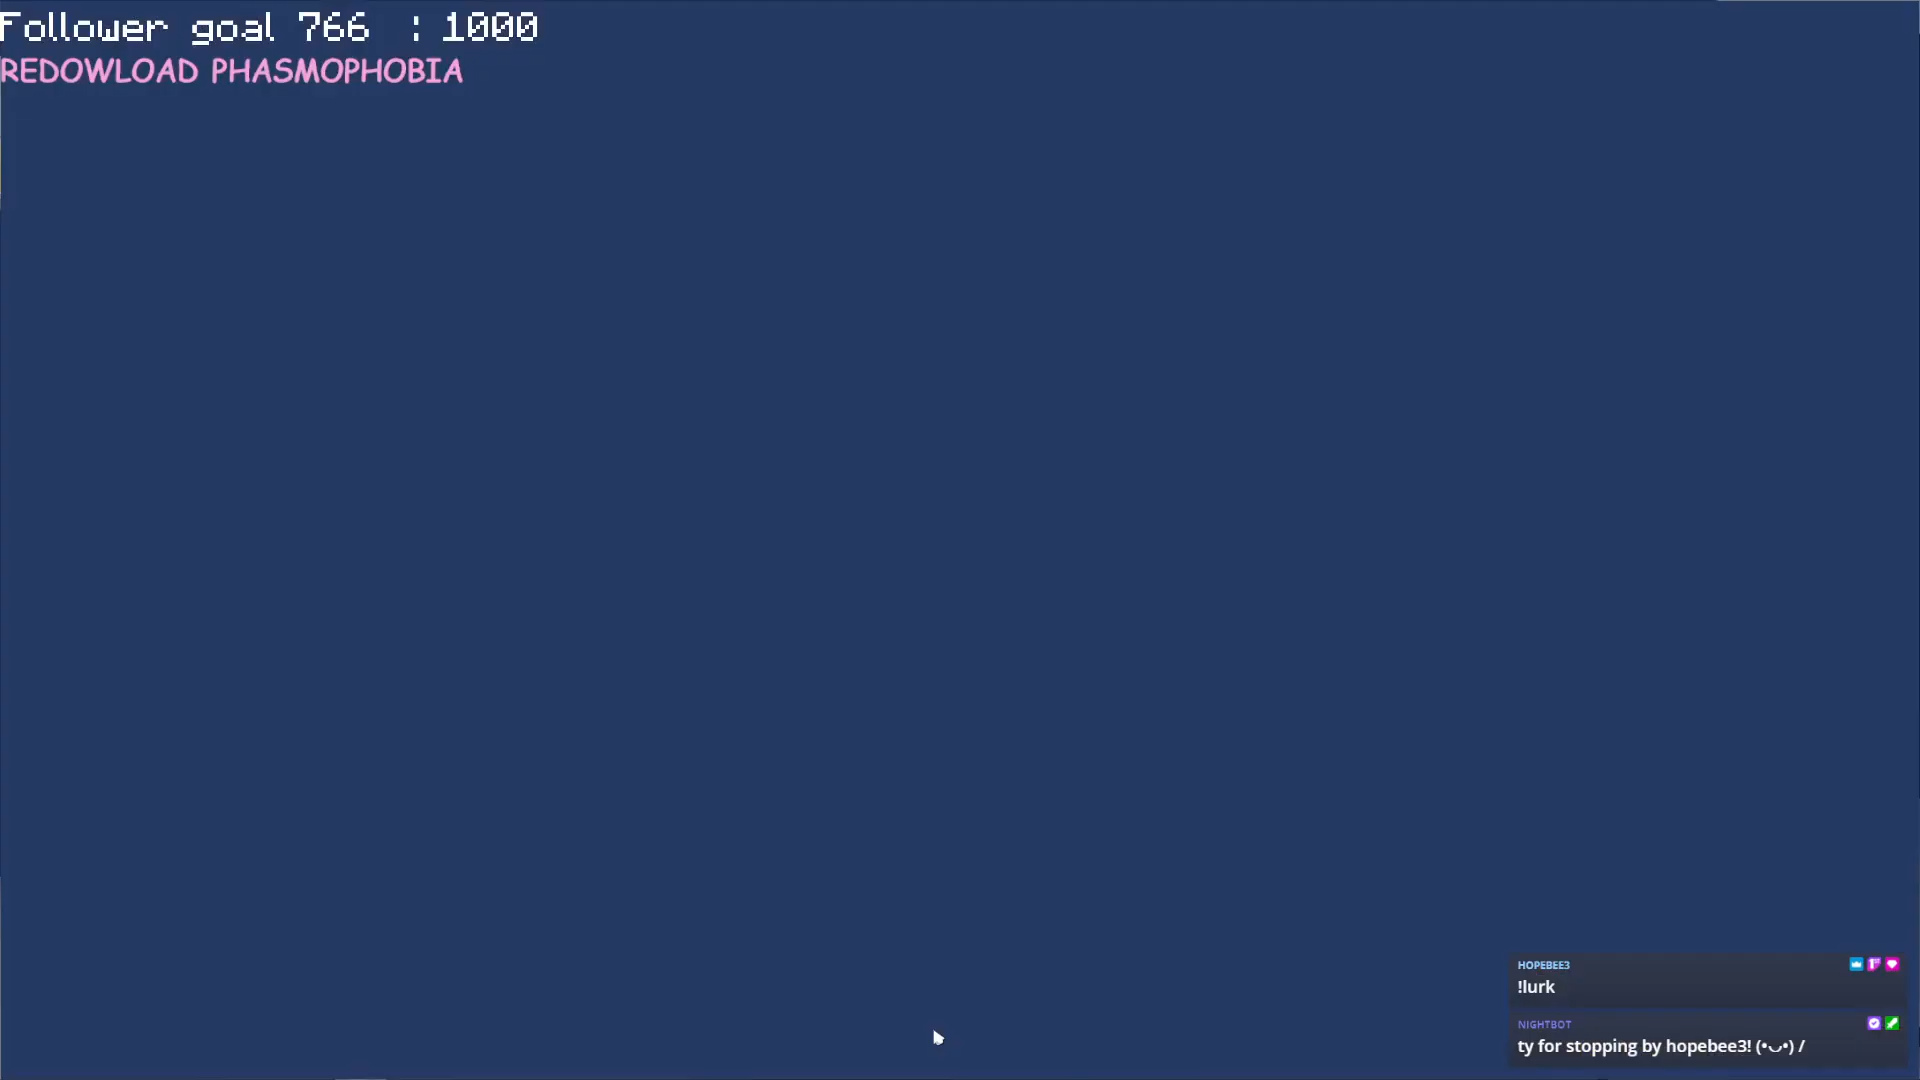 Follower goal 766 : 1000
REDOWLOAD PHASMOPHOBIA
HOPEBEE3
!lurk
NIGHTBOT
ty for stopping by hopebee3! (•ᴗ•) /